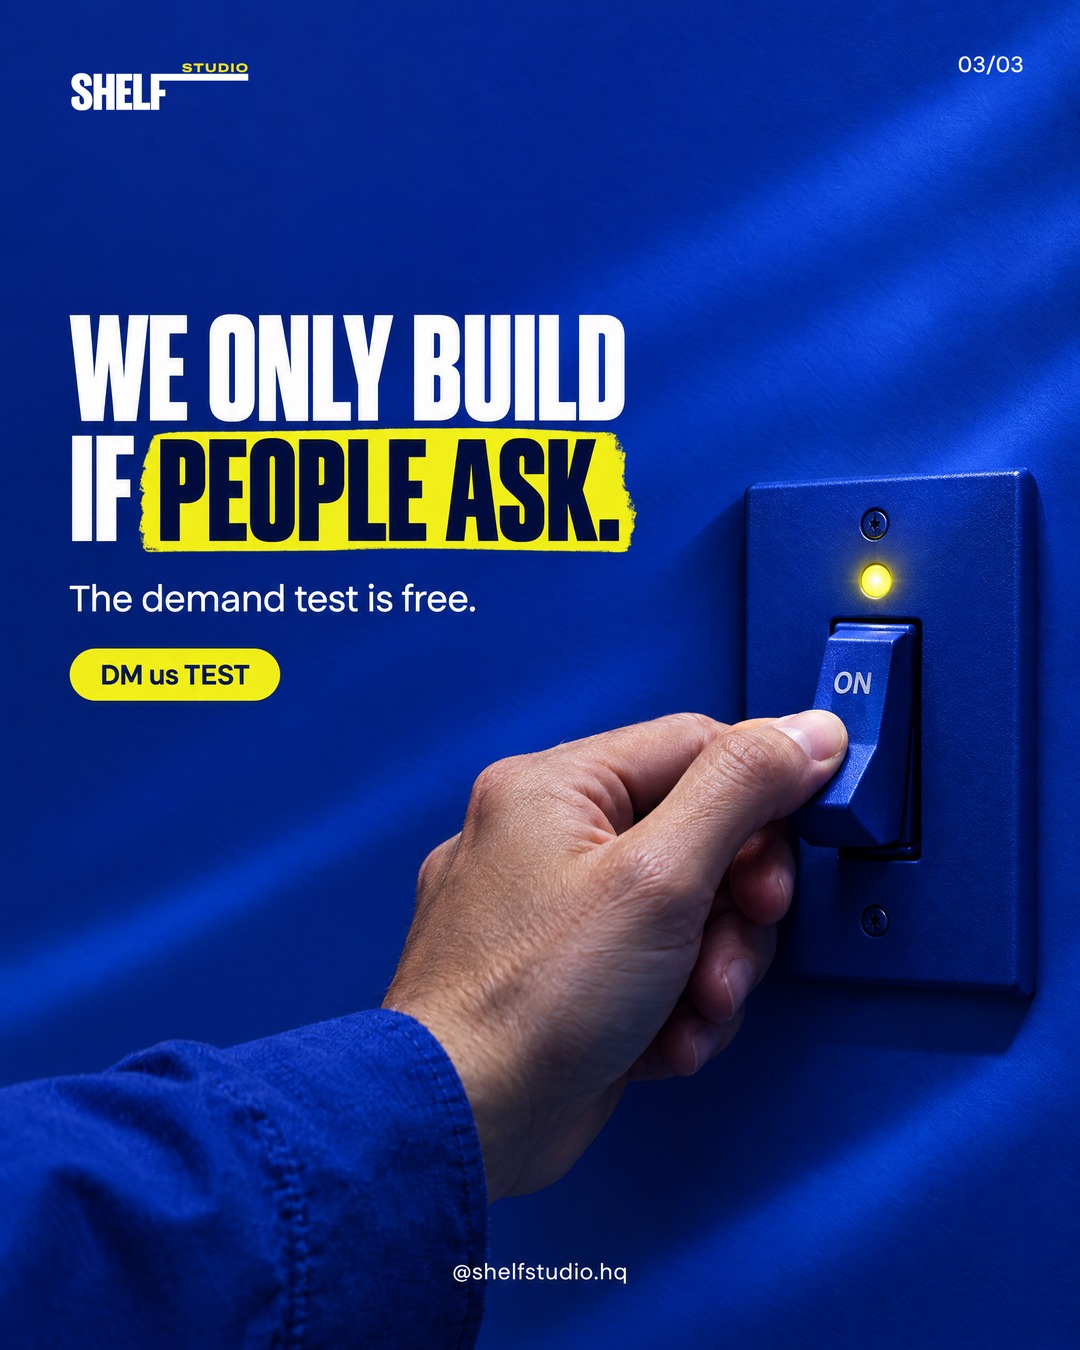 STUDIO
SHELF
03/03
WE ONLY BUILD
IF PEOPLE ASK.
The demand test is free.
DM us TEST
ON
@shelfstudio.hq